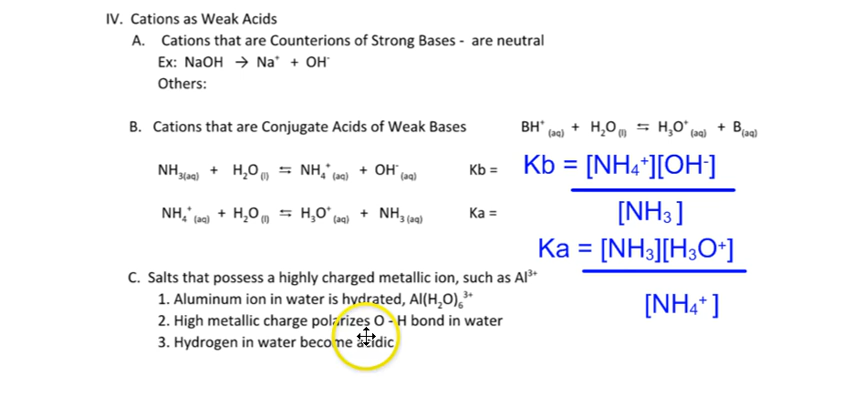 IV. Cations as Weak Acids
A. Cations that are Counterions of Strong Bases - are neutral
Ex: NaOH → Na⁺ + OH⁻
Others:
B. Cations that are Conjugate Acids of Weak Bases BH⁺ (aq) + H₂O (l) ⇌ H₃O⁺ (aq) + B(aq)
NH₃(aq) + H₂O (l) ⇌ NH₄⁺ (aq) + OH⁻ (aq) Kb = Kb = [NH₄⁺][OH⁻]
[NH₃]
NH₄⁺ (aq) + H₂O (l) ⇌ H₃O⁺ (aq) + NH₃ (aq) Ka =
Ka = [NH₃][H₃O⁺]
[NH₄⁺]
C. Salts that possess a highly charged metallic ion, such as Al³⁺
1. Aluminum ion in water is hydrated, Al(H₂O)₆³⁺
2. High metallic charge polarizes O - H bond in water
3. Hydrogen in water become acidic